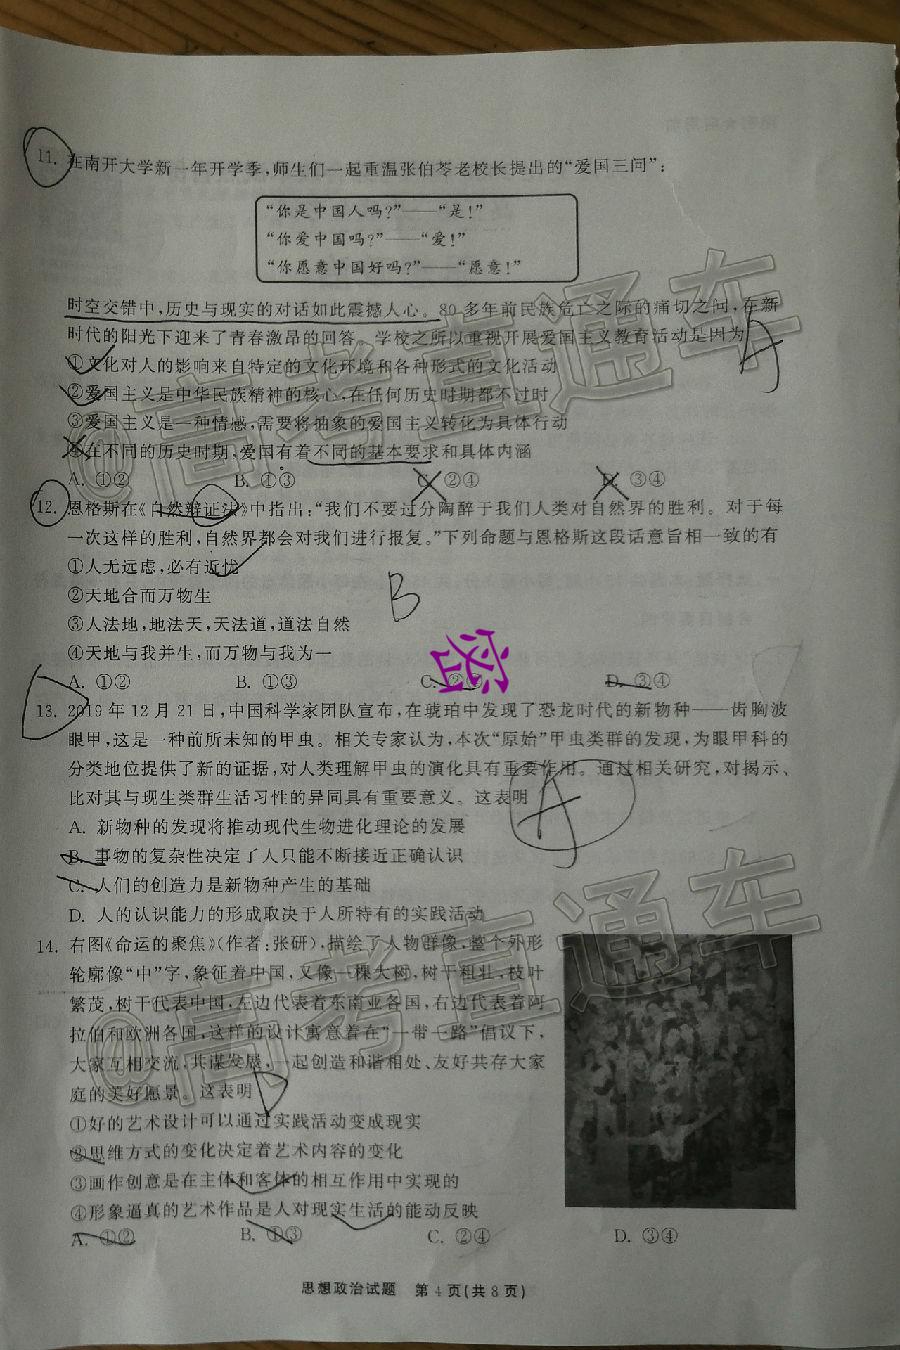 11. 在南开大学新一年开学季,师生们一起重温张伯苓老校长提出的“爱国三问”:
“你是中国人吗?”——“是!”
“你爱中国吗?”——“爱!”
“你愿意中国好吗?”——“愿意!”
时空交错中,历史与现实的对话如此震撼人心。80多年前民族危亡之际的痛切之问,在新
时代的阳光下迎来了青春激昂的回答。学校之所以重视开展爱国主义教育活动是因为
A
①文化对人的影响来自特定的文化环境和各种形式的文化活动
②爱国主义是中华民族精神的核心,在任何历史时期都不过时
③爱国主义是一种情感,需要将抽象的爱国主义转化为具体行动
④在不同的历史时期,爱国有着不同的基本要求和具体内涵
A. ①② B. ①③ C. ②④ D. ③④
12. 恩格斯在《自然辩证法》中指出:“我们不要过分陶醉于我们人类对自然界的胜利。对于每
一次这样的胜利,自然界都会对我们进行报复。”下列命题与恩格斯这段话意旨相一致的有
①人无远虑,必有近忧
②天地合而万物生
B
③人法地,地法天,天法道,道法自然
④天地与我并生,而万物与我为一
A. ①② B. ①③ C. ②④ D. ③④
密
13. 2019年12月21日,中国科学家团队宣布,在琥珀中发现了恐龙时代的新物种——齿胸波
眼甲,这是一种前所未知的甲虫。相关专家认为,本次“原始”甲虫类群的发现,为眼甲科的
分类地位提供了新的证据,对人类理解甲虫的演化具有重要作用。通过相关研究,对揭示、
比对其与现生类群生活习性的异同具有重要意义。这表明
A
A. 新物种的发现将推动现代生物进化理论的发展
B. 事物的复杂性决定了人只能不断接近正确认识
C. 人们的创造力是新物种产生的基础
D. 人的认识能力的形成取决于人所特有的实践活动
14. 右图《命运的聚焦》(作者:张研),描绘了人物群像,整个外形
轮廓像“中”字,象征着中国,又像一棵大树,树干粗壮,枝叶
繁茂,树干代表中国,左边代表着东南亚各国,右边代表着阿
拉伯和欧洲各国,这样的设计寓意着在“一带一路”倡议下,
大家互相交流,共谋发展,一起创造和谐相处、友好共存大家
庭的美好愿景。这表明
D
①好的艺术设计可以通过实践活动变成现实
②思维方式的变化决定着艺术内容的变化
③画作创意是在主体和客体的相互作用中实现的
④形象逼真的艺术作品是人对现实生活的能动反映
A. ①② B. ①③ C. ②④ D. ③④
思想政治试题 第4页(共8页)
@高考直通车
@高考直通车